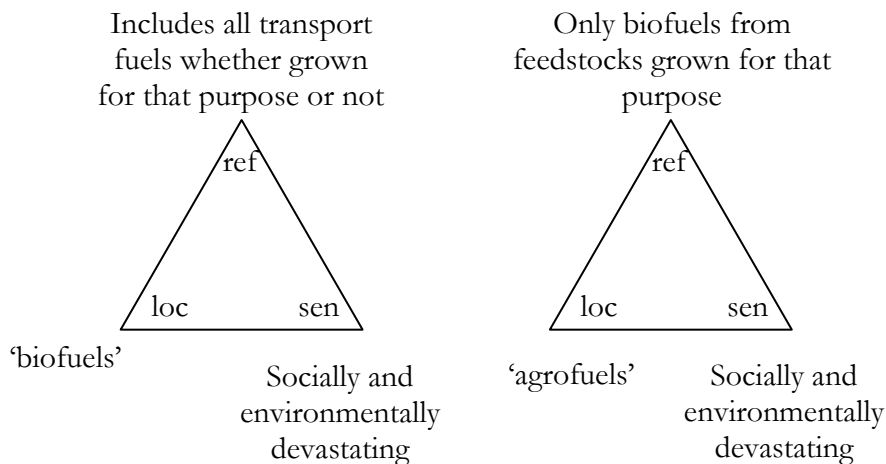 Includes all transport
fuels whether grown
for that purpose or not
ref
loc
sen
‘biofuels’
Socially and
environmentally
devastating
Only biofuels from
feedstocks grown for that
purpose
ref
loc
sen
‘agrofuels’
Socially and
environmentally
devastating